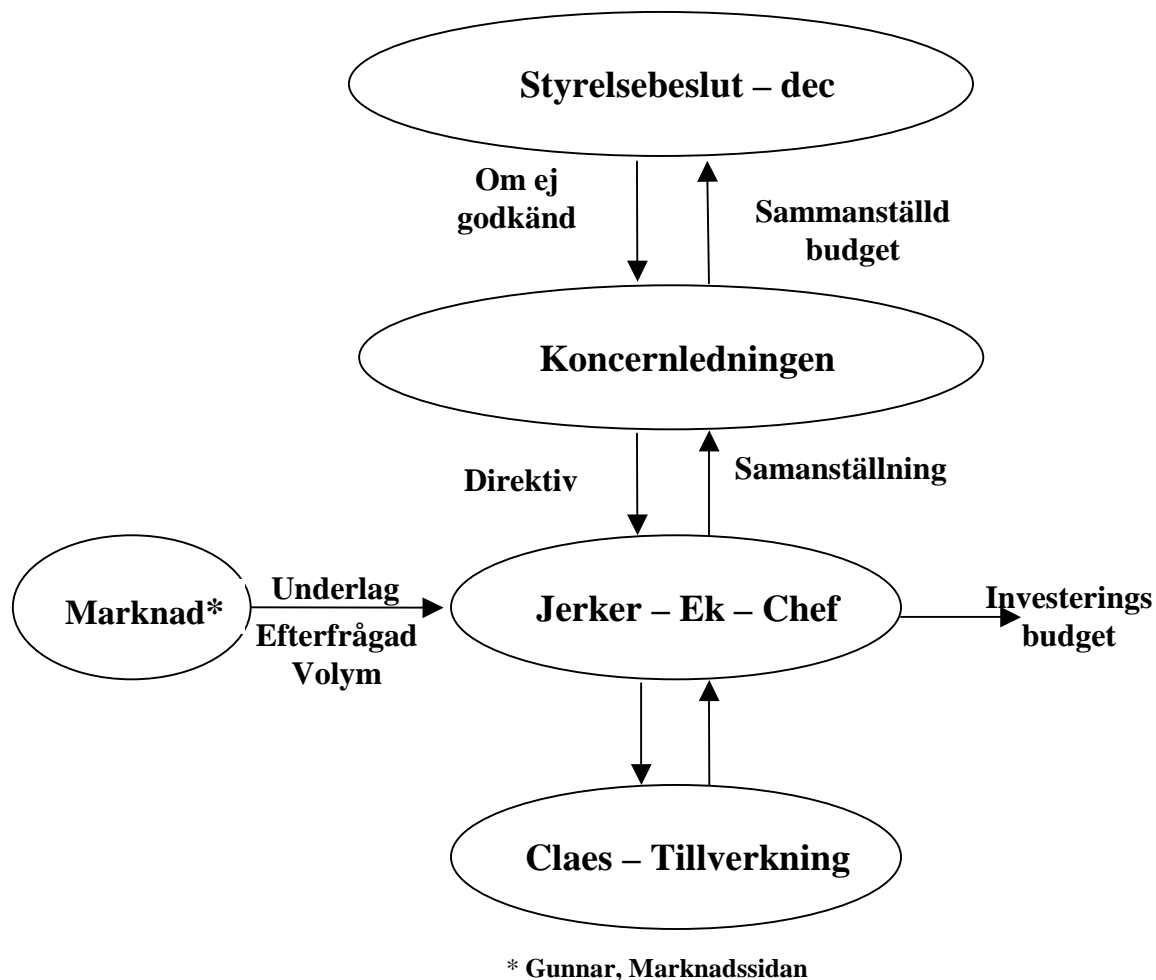 Styrelsebeslut – dec
Om ej
godkänd
Sammanställd
budget
Koncernledningen
Direktiv
Samanställning
Marknad*
Underlag
Efterfrågad
Volym
Jerker – Ek – Chef
Investerings
budget
Claes – Tillverkning
* Gunnar, Marknadssidan